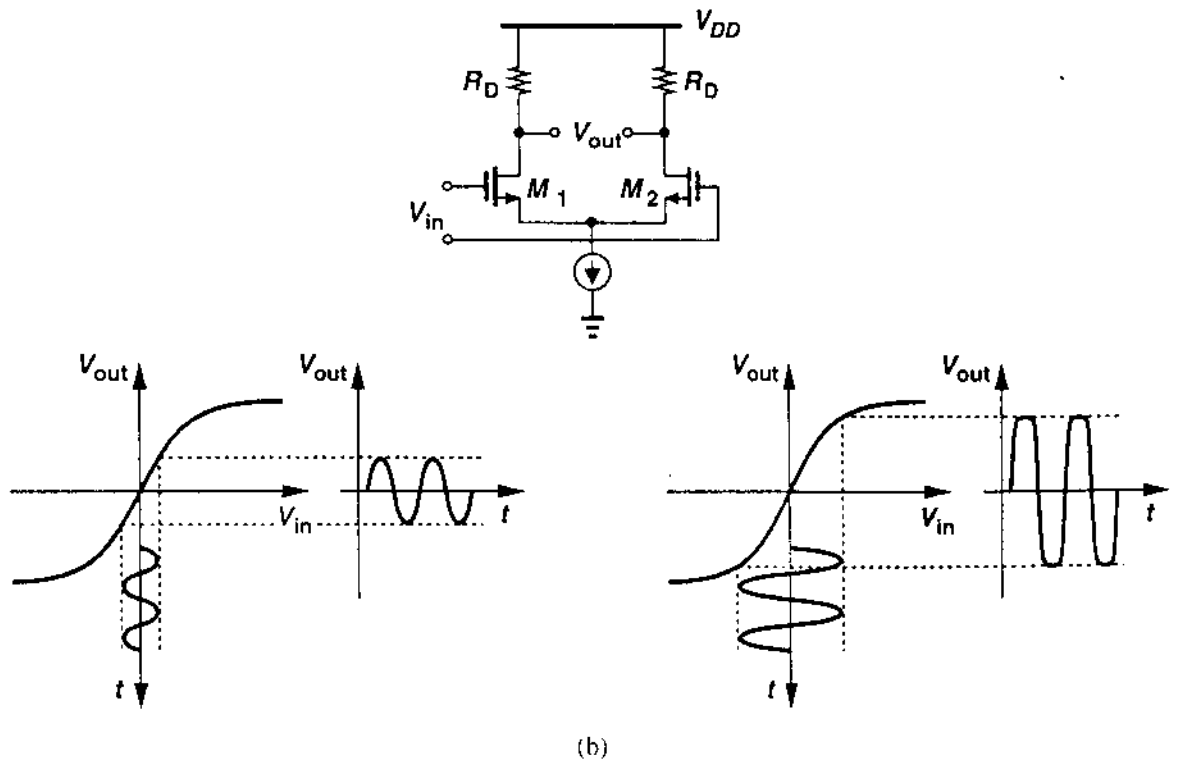 V_DD
R_D R_D
V_out
M_1 M_2
V_in
V_out V_out V_out V_out
V_in t V_in t
t t
(b)